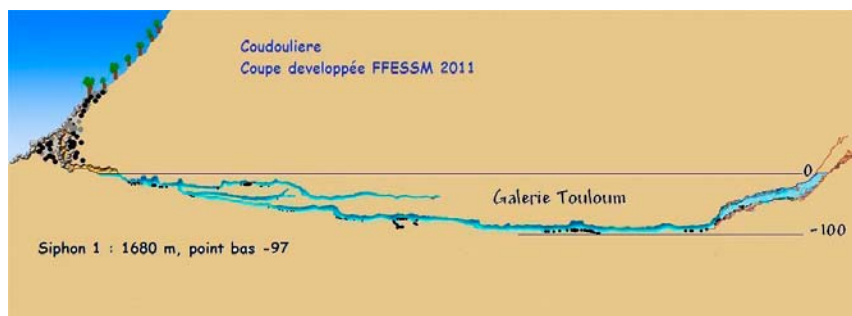 Coudouliere
Coupe developpée FFESSM 2011
0
Galerie Touloum
-100
Siphon 1 : 1680 m, point bas -97